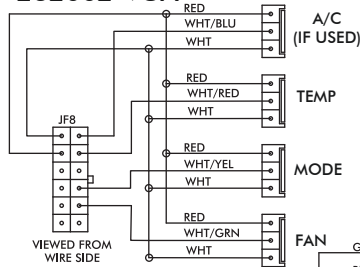 RED
WHT/BLU
WHT
A/C
(IF USED)
RED
WHT/RED
WHT
TEMP
JF8
RED
WHT/YEL
WHT
MODE
RED
WHT/GRN
WHT
FAN
VIEWED FROM
WIRE SIDE